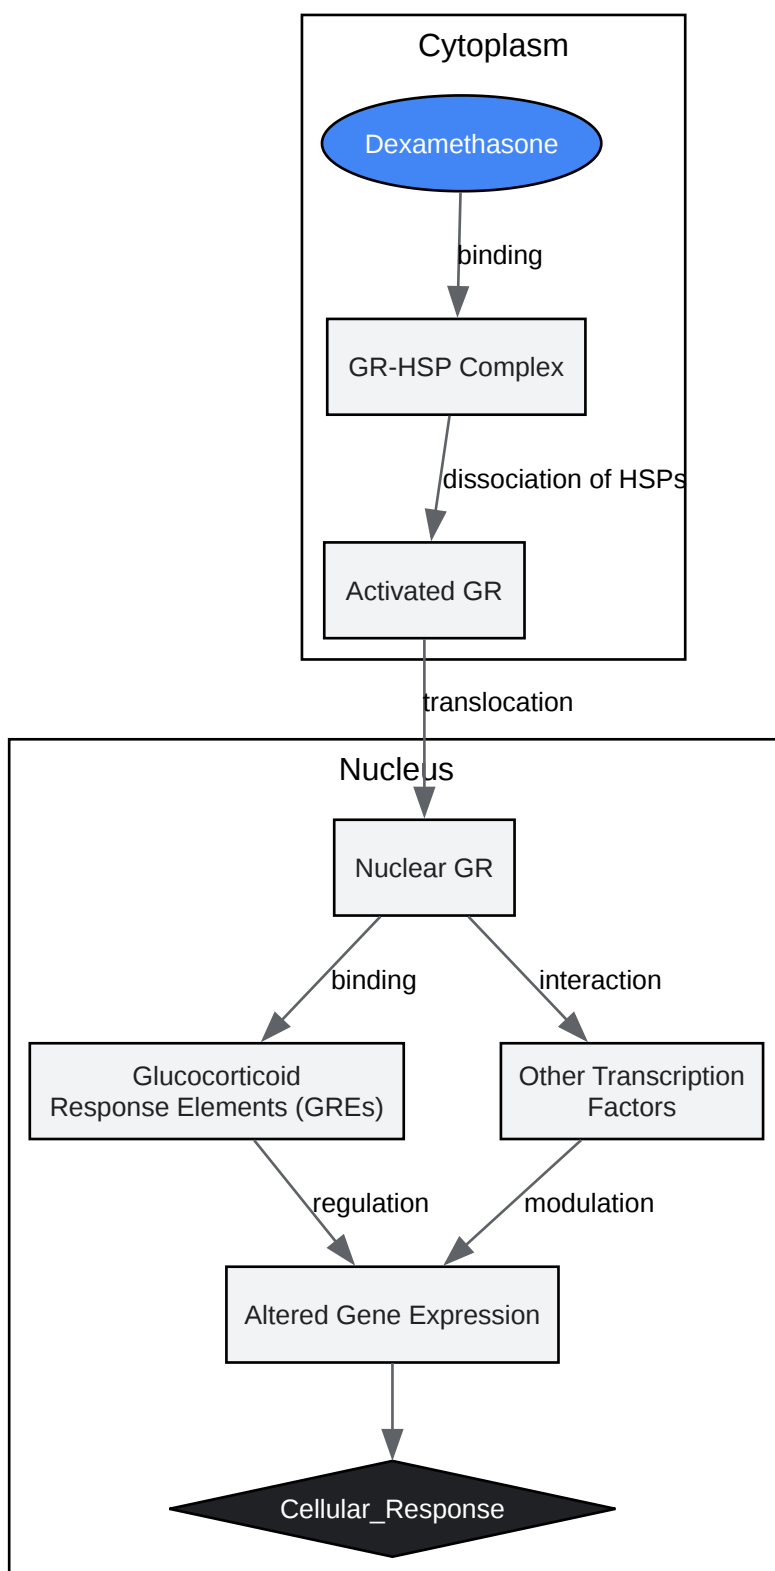 Cytoplasm
Dexamethasone
binding
GR-HSP Complex
dissociation of HSPs
Activated GR
translocation
Nucleus
Nuclear GR
binding
interaction
Glucocorticoid
Response Elements (GREs)
Other Transcription
Factors
regulation
modulation
Altered Gene Expression
Cellular_Response